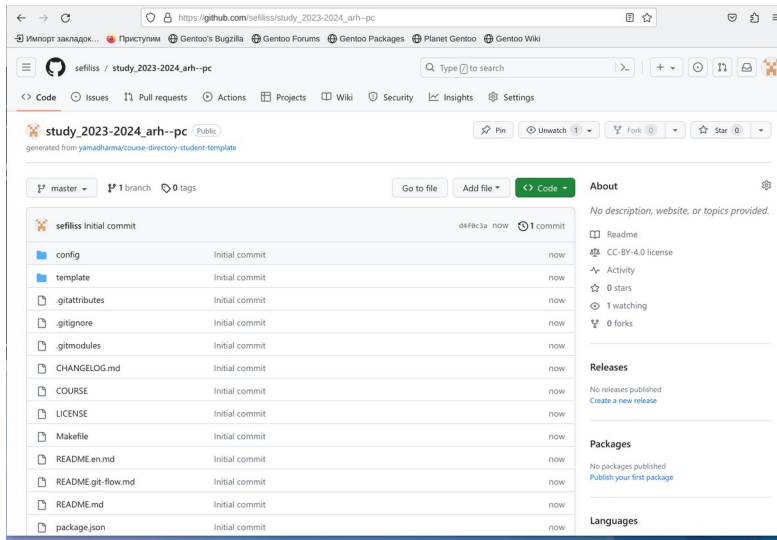 https://github.com/sefiliss/study_2023-2024_arh--pc
Импорт закладок... Приступим Gentoo's Bugzilla Gentoo Forums Gentoo Packages Planet Gentoo Gentoo Wiki
sefiliss / study_2023-2024_arh--pc
Type / to search
Code Issues Pull requests Actions Projects Wiki Security Insights Settings
study_2023-2024_arh--pc Public
Pin Unwatch 1 Fork 0 Star 0
generated from yamadharma/course-directory-student-template
master 1 branch 0 tags Go to file Add file Code
sefiliss Initial commit d4f0c3a now 1 commit
config Initial commit now
template Initial commit now
.gitattributes Initial commit now
.gitignore Initial commit now
.gitmodules Initial commit now
CHANGELOG.md Initial commit now
COURSE Initial commit now
LICENSE Initial commit now
Makefile Initial commit now
README.en.md Initial commit now
README.git-flow.md Initial commit now
README.md Initial commit now
package.json Initial commit now
About
No description, website, or topics provided.
Readme
CC-BY-4.0 license
Activity
0 stars
1 watching
0 forks
Releases
No releases published
Create a new release
Packages
No packages published
Publish your first package
Languages